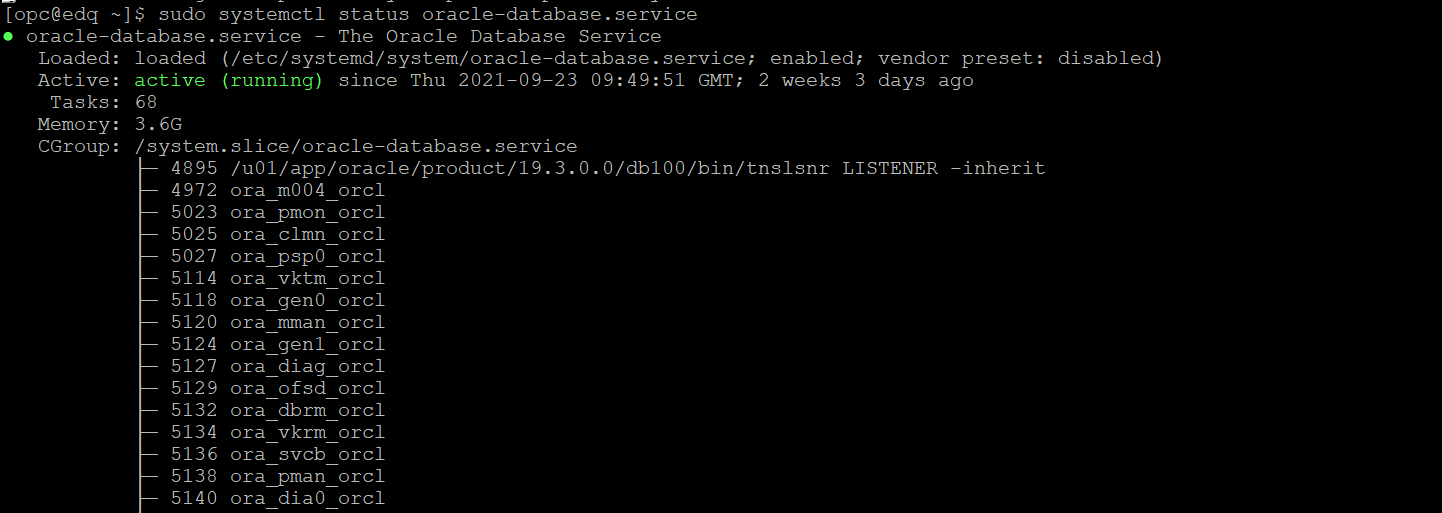 [opc@edq ~]$ sudo systemctl status oracle-database.service
● oracle-database.service - The Oracle Database Service
   Loaded: loaded (/etc/systemd/system/oracle-database.service; enabled; vendor preset: disabled)
   Active: active (running) since Thu 2021-09-23 09:49:51 GMT; 2 weeks 3 days ago
    Tasks: 68
   Memory: 3.6G
   CGroup: /system.slice/oracle-database.service
           ├─ 4895 /u01/app/oracle/product/19.3.0.0/db100/bin/tnslsnr LISTENER -inherit
           ├─ 4972 ora_m004_orcl
           ├─ 5023 ora_pmon_orcl
           ├─ 5025 ora_clmn_orcl
           ├─ 5027 ora_psp0_orcl
           ├─ 5114 ora_vktm_orcl
           ├─ 5118 ora_gen0_orcl
           ├─ 5120 ora_mman_orcl
           ├─ 5124 ora_gen1_orcl
           ├─ 5127 ora_diag_orcl
           ├─ 5129 ora_ofsd_orcl
           ├─ 5132 ora_dbrm_orcl
           ├─ 5134 ora_vkrm_orcl
           ├─ 5136 ora_svcb_orcl
           ├─ 5138 ora_pman_orcl
           ├─ 5140 ora_dia0_orcl